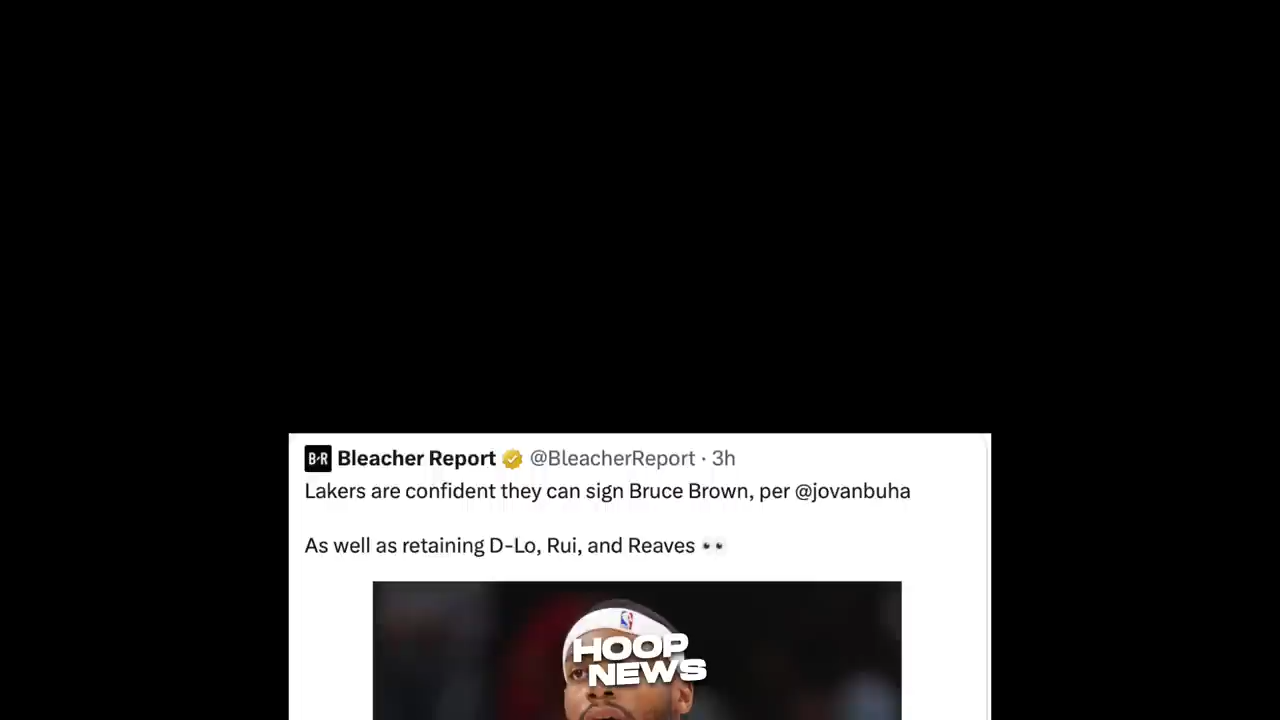 B·R Bleacher Report @BleacherReport · 3h
Lakers are confident they can sign Bruce Brown, per @jovanbuha
As well as retaining D-Lo, Rui, and Reaves 👀
HOOP
NEWS